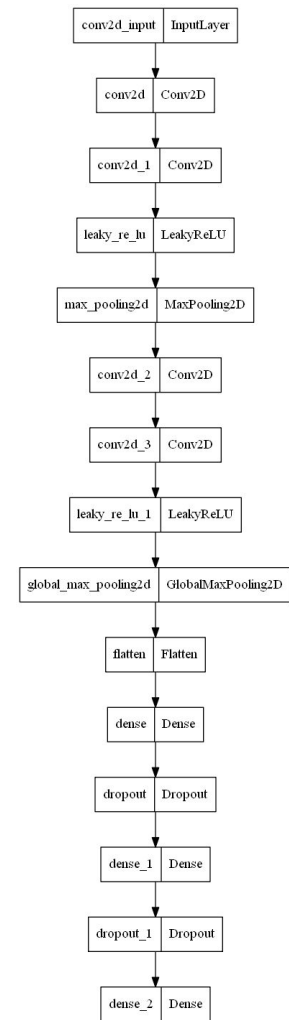 conv2d_input InputLayer
conv2d Conv2D
conv2d_1 Conv2D
leaky_re_lu LeakyReLU
max_pooling2d MaxPooling2D
conv2d_2 Conv2D
conv2d_3 Conv2D
leaky_re_lu_1 LeakyReLU
global_max_pooling2d GlobalMaxPooling2D
flatten Flatten
dense Dense
dropout Dropout
dense_1 Dense
dropout_1 Dropout
dense_2 Dense